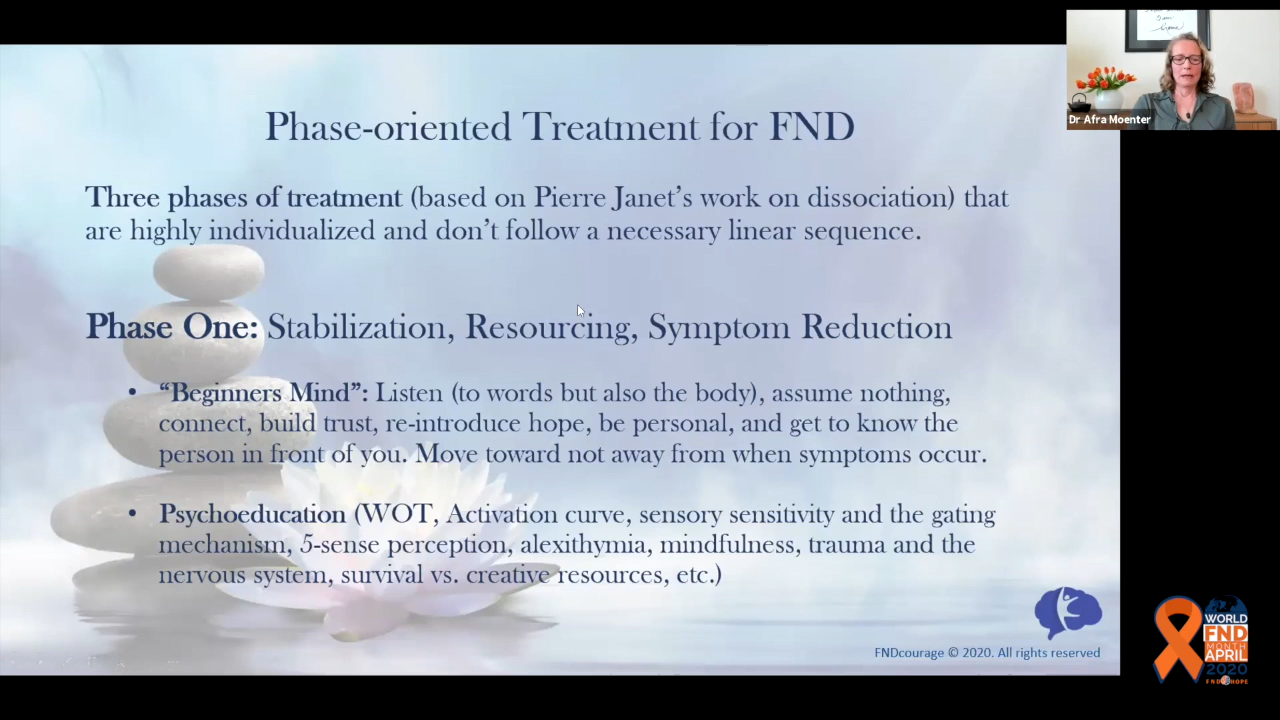 Phase-oriented Treatment for FND
Three phases of treatment (based on Pierre Janet's work on dissociation) that
are highly individualized and don't follow a necessary linear sequence.
Phase One: Stabilization, Resourcing, Symptom Reduction
• “Beginners Mind”: Listen (to words but also the body), assume nothing,
connect, build trust, re-introduce hope, be personal, and get to know the
person in front of you. Move toward not away from when symptoms occur.
• Psychoeducation (WOT, Activation curve, sensory sensitivity and the gating
mechanism, 5-sense perception, alexithymia, mindfulness, trauma and the
nervous system, survival vs. creative resources, etc.)
FNDcourage © 2020. All rights reserved
Dr Afra Moenter
WORLD
FND
MONTH
APRIL
2020
FND HOPE